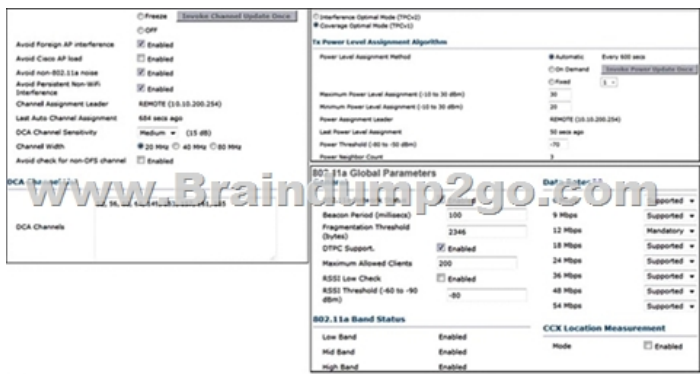 Freeze Invoke Channel Update Once
OFF
Avoid Foreign AP interference Enabled
Avoid Cisco AP load Enabled
Avoid non-802.11a noise Enabled
Avoid Persistent Non-WiFi
Interference Enabled
Channel Assignment Leader REMOTE (10.10.200.254)
Last Auto Channel Assignment 684 secs ago
DCA Channel Sensitivity Medium (15 dB)
Channel Width 20 MHz 40 MHz 80 MHz
Avoid check for non-DFS channel Enabled
DCA Channels
Interference Optimal Mode (TPCv2)
Coverage Optimal Mode (TPCv1)
Tx Power Level Assignment Algorithm
Power Level Assignment Method Automatic Every 600 secs
On Demand Invoke Power Update Once
Fixed 1
Maximum Power Level Assignment (-10 to 30 dBm) 30
Minimum Power Level Assignment (-10 to 30 dBm) 20
Power Assignment Leader REMOTE (10.10.200.254)
Last Power Level Assignment 50 secs ago
Power Threshold (-80 to -50 dBm) -70
Power Neighbor Count 3
802.11a Global Parameters
Data Rates
Beacon Period (millisecs) 100
Fragmentation Threshold
(bytes) 2346
DTPC Support. Enabled
Maximum Allowed Clients 200
RSSI Low Check Enabled
RSSI Threshold (-60 to -90
dBm) -80
Supported
9 Mbps Supported
12 Mbps Mandatory
18 Mbps Supported
24 Mbps Supported
36 Mbps Supported
48 Mbps Supported
54 Mbps Supported
802.11a Band Status
Low Band Enabled
Mid Band Enabled
High Band Enabled
CCX Location Measurement
Mode Enabled
www.Braindump2go.com